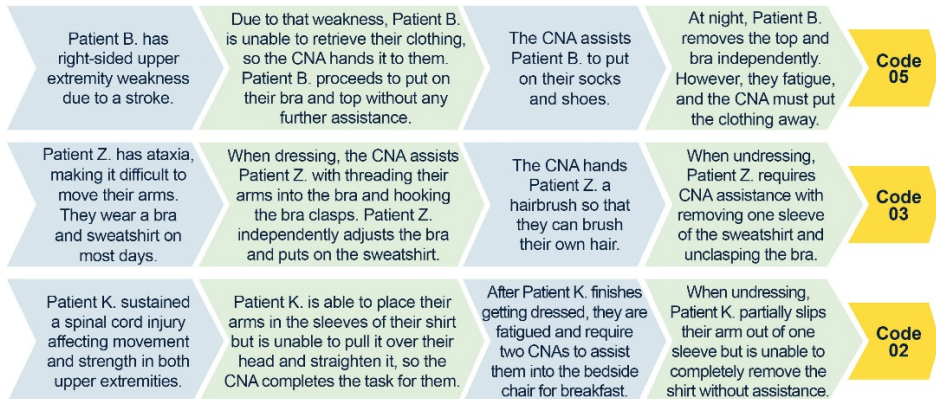 Patient B. has
right-sided upper
extremity weakness
due to a stroke.
Due to that weakness, Patient B.
is unable to retrieve their clothing,
so the CNA hands it to them.
Patient B. proceeds to put on
their bra and top without any
further assistance.
The CNA assists
Patient B. to put
on their socks
and shoes.
At night, Patient B.
removes the top and
bra independently.
However, they fatigue,
and the CNA must put
the clothing away.
Code
05
Patient Z. has ataxia,
making it difficult to
move their arms.
They wear a bra
and sweatshirt on
most days.
When dressing, the CNA assists
Patient Z. with threading their
arms into the bra and hooking
the bra clasps. Patient Z.
independently adjusts the bra
and puts on the sweatshirt.
The CNA hands
Patient Z. a
hairbrush so that
they can brush
their own hair.
When undressing,
Patient Z. requires
CNA assistance with
removing one sleeve
of the sweatshirt and
unclasping the bra.
Code
03
Patient K. sustained
a spinal cord injury
affecting movement
and strength in both
upper extremities.
Patient K. is able to place their
arms in the sleeves of their shirt
but is unable to pull it over their
head and straighten it, so the
CNA completes the task for them.
After Patient K. finishes
getting dressed, they are
fatigued and require
two CNAs to assist
them into the bedside
chair for breakfast.
When undressing,
Patient K. partially slips
their arm out of one
sleeve but is unable to
completely remove the
shirt without assistance.
Code
02